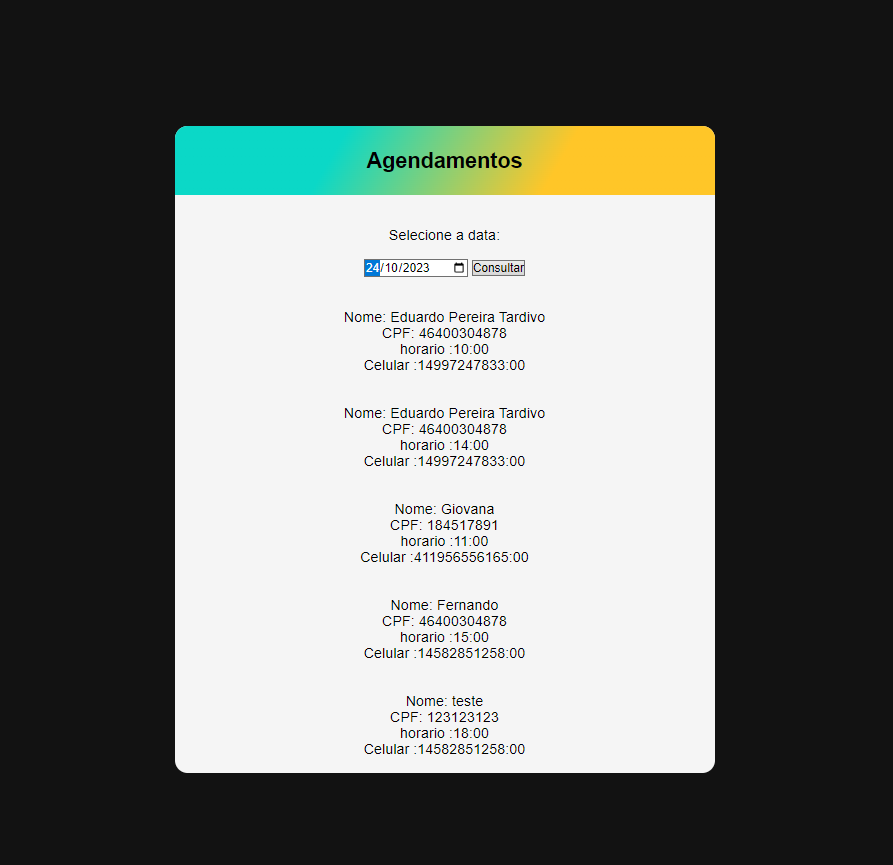 Agendamentos
Selecione a data:
24/10/2023 Consultar
Nome: Eduardo Pereira Tardivo
CPF: 46400304878
horario :10:00
Celular :14997247833:00
Nome: Eduardo Pereira Tardivo
CPF: 46400304878
horario :14:00
Celular :14997247833:00
Nome: Giovana
CPF: 184517891
horario :11:00
Celular :411956556165:00
Nome: Fernando
CPF: 46400304878
horario :15:00
Celular :14582851258:00
Nome: teste
CPF: 123123123
horario :18:00
Celular :14582851258:00